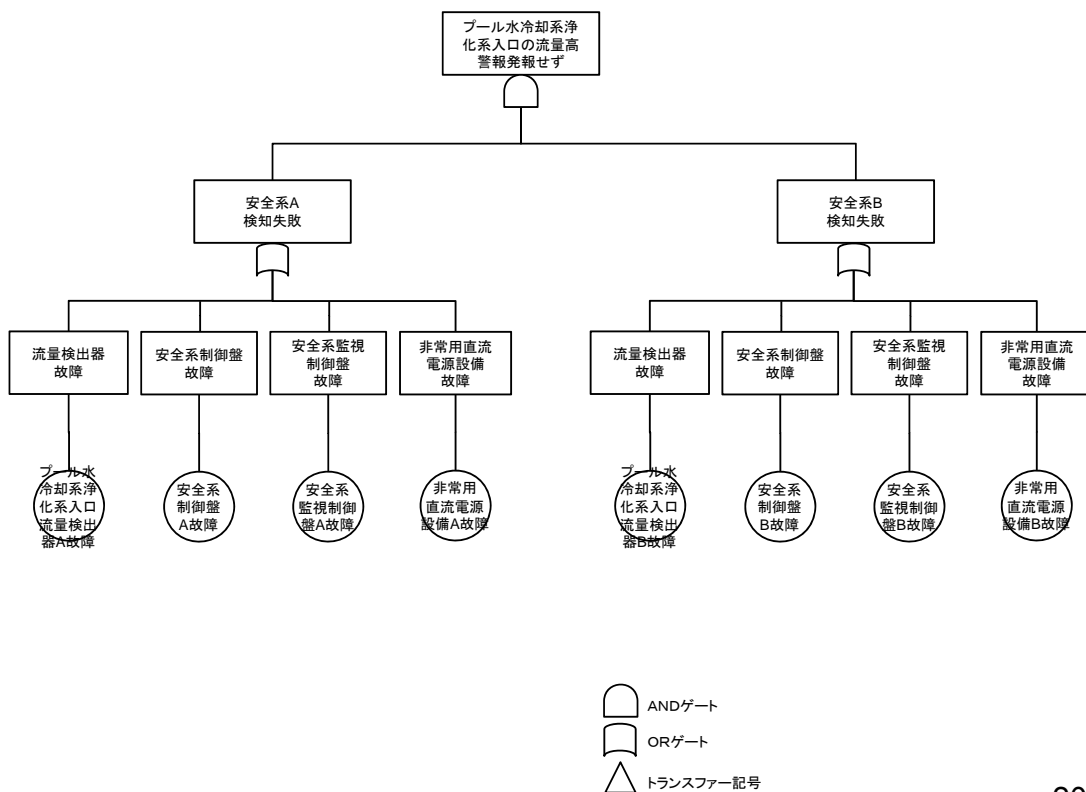 プール水冷却系浄
化系入口の流量高
警報発報せず
安全系A
検知失敗
安全系B
検知失敗
流量検出器
故障
安全系制御盤
故障
安全系監視
制御盤
故障
非常用直流
電源設備
故障
流量検出器
故障
安全系制御盤
故障
安全系監視
制御盤
故障
非常用直流
電源設備
故障
プール水
冷却系浄
化系入口
流量検出
器A故障
安全系
制御盤
A故障
安全系
監視制御
盤A故障
非常用
直流電源
設備A故障
プール水
冷却系浄
化系入口
流量検出
器B故障
安全系
制御盤
B故障
安全系
監視制御
盤B故障
非常用
直流電源
設備B故障
ANDゲート
ORゲート
トランスファー記号